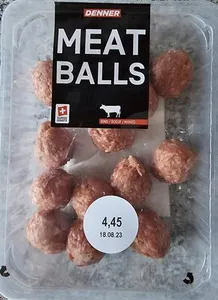 DENNER
MEAT
BALLS
RIND / BOEUF / MANZO
4,45
18.08.23